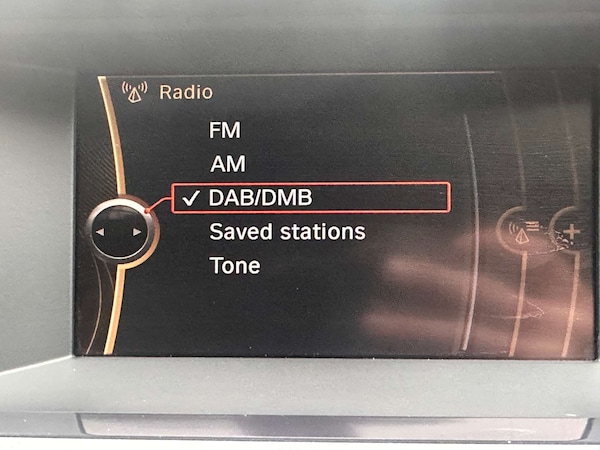 Radio
FM
AM
✓ DAB/DMB
Saved stations
Tone